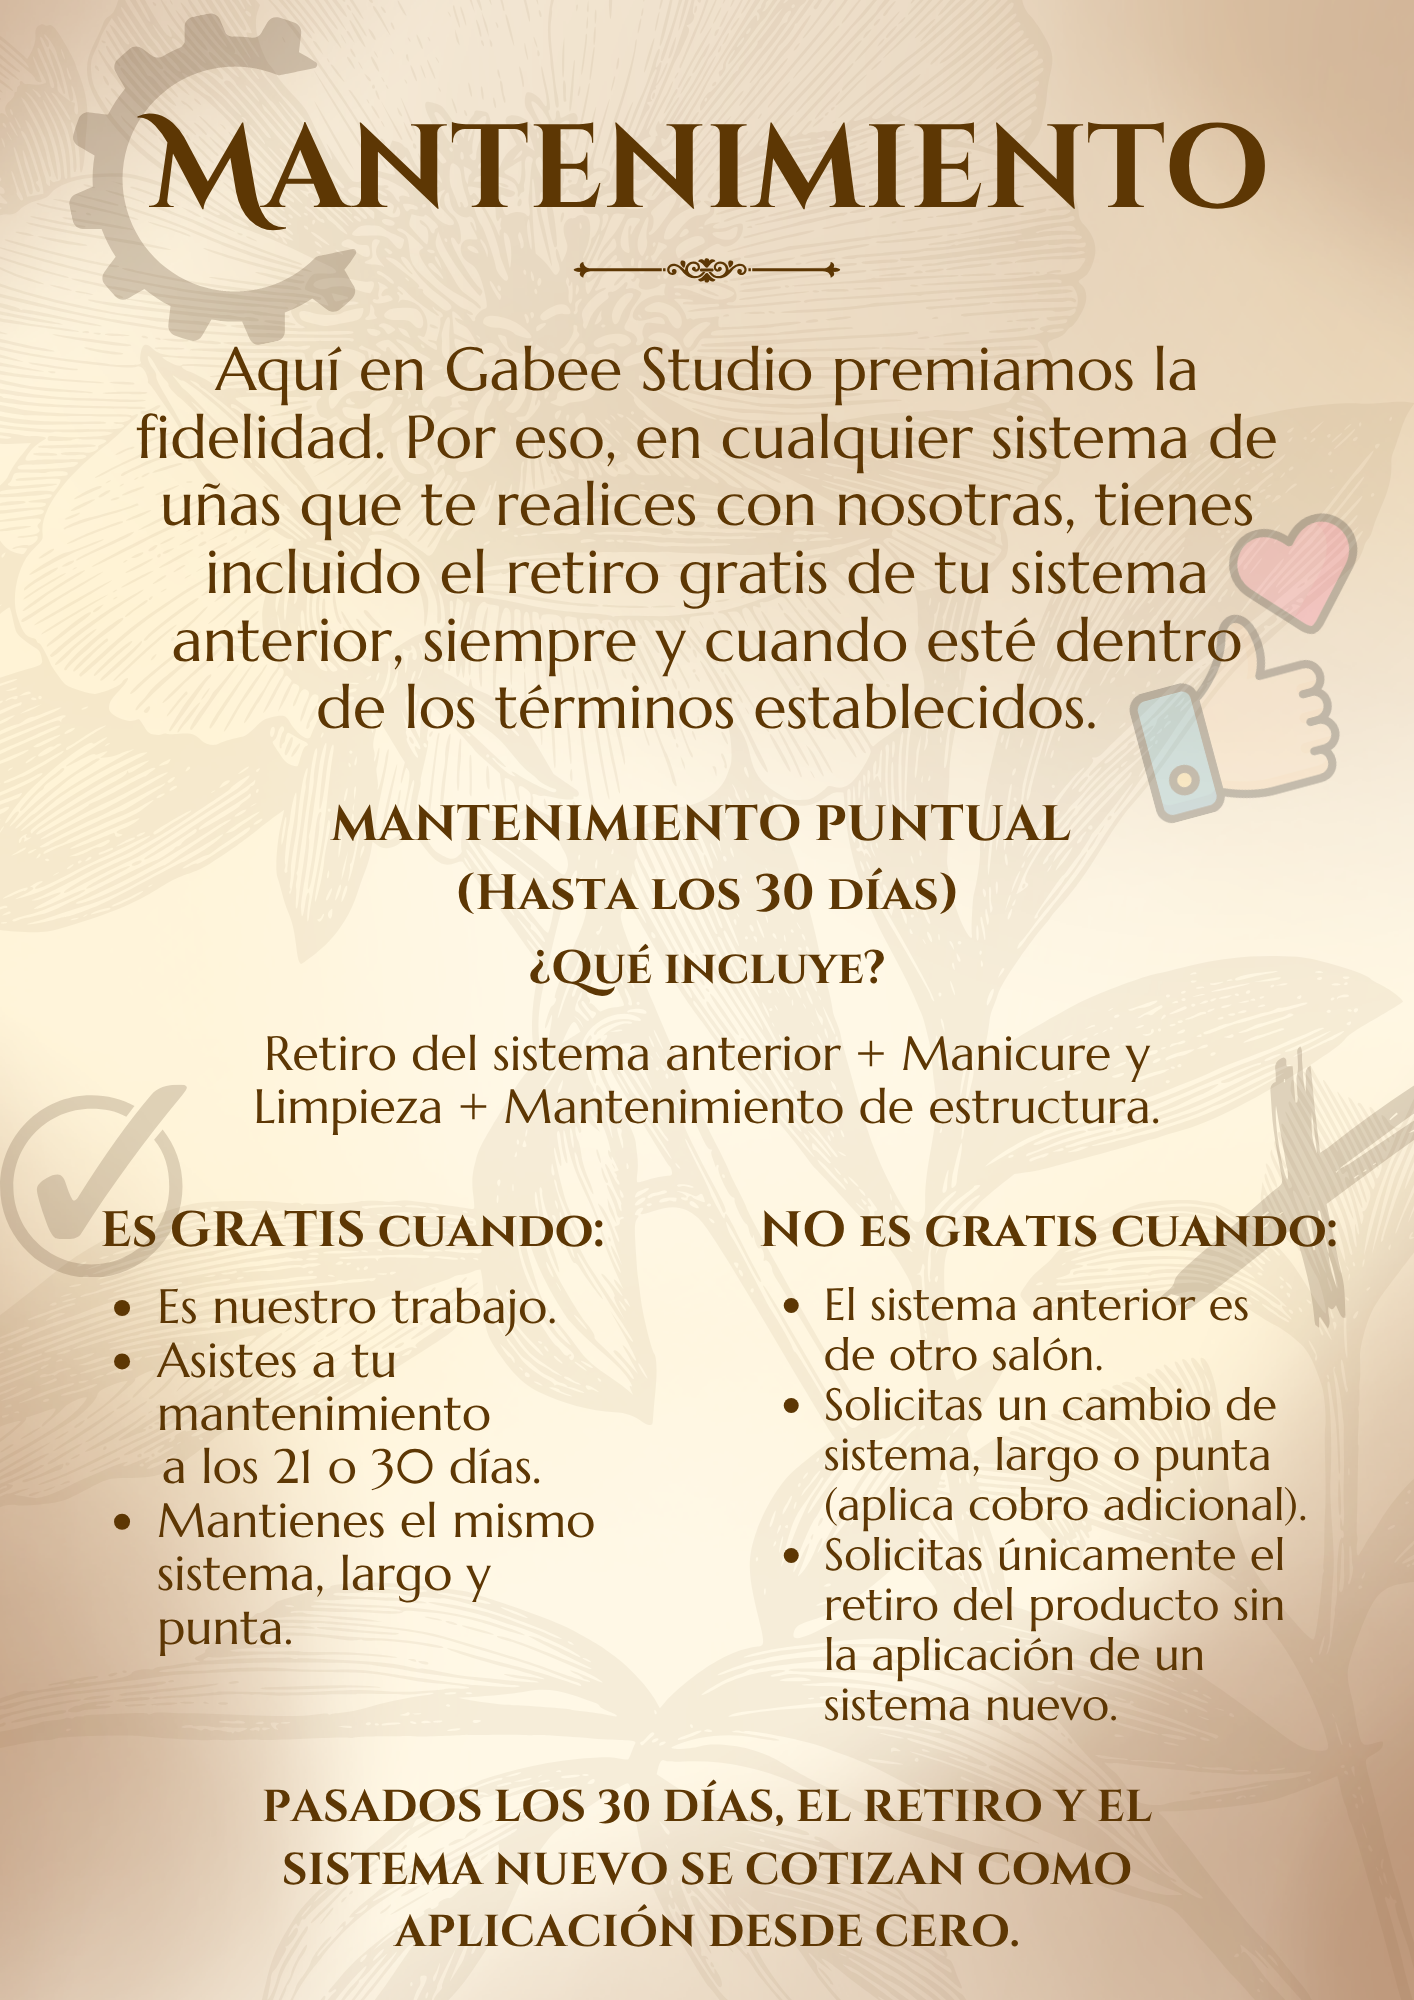 MANTENIMIENTO
Aquí en Gabee Studio premiamos la
fidelidad. Por eso, en cualquier sistema de
uñas que te realices con nosotras, tienes
incluido el retiro gratis de tu sistema
anterior, siempre y cuando esté dentro
de los términos establecidos.
MANTENIMIENTO PUNTUAL
(Hasta los 30 días)
¿Qué incluye?
Retiro del sistema anterior + Manicure y
Limpieza + Mantenimiento de estructura.
Es GRATIS cuando:
• Es nuestro trabajo.
• Asistes a tu
mantenimiento
a los 21 o 30 días.
• Mantienes el mismo
sistema, largo y
punta.
NO es gratis cuando:
• El sistema anterior es
de otro salón.
• Solicitas un cambio de
sistema, largo o punta
(aplica cobro adicional).
• Solicitas únicamente el
retiro del producto sin
la aplicación de un
sistema nuevo.
PASADOS LOS 30 DÍAS, EL RETIRO Y EL
SISTEMA NUEVO SE COTIZAN COMO
APLICACIÓN DESDE CERO.